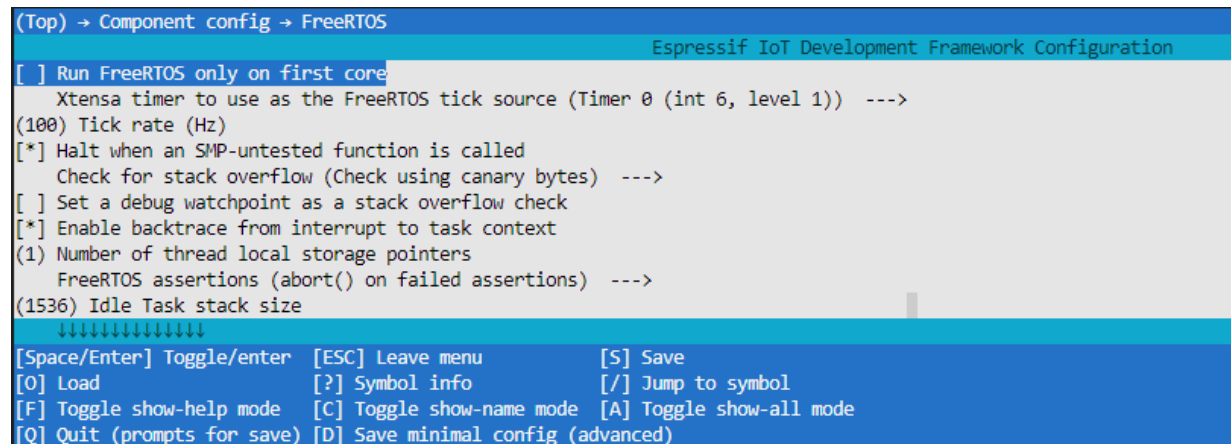 (Top) → Component config → FreeRTOS
Espressif IoT Development Framework Configuration
[ ] Run FreeRTOS only on first core
Xtensa timer to use as the FreeRTOS tick source (Timer 0 (int 6, level 1))  --->
(100) Tick rate (Hz)
[*] Halt when an SMP-untested function is called
Check for stack overflow (Check using canary bytes)  --->
[ ] Set a debug watchpoint as a stack overflow check
[*] Enable backtrace from interrupt to task context
(1) Number of thread local storage pointers
FreeRTOS assertions (abort() on failed assertions)  --->
(1536) Idle Task stack size
↓↓↓↓↓↓↓↓↓↓↓↓↓↓
[Space/Enter] Toggle/enter  [ESC] Leave menu  [S] Save
[O] Load  [?] Symbol info  [/] Jump to symbol
[F] Toggle show-help mode  [C] Toggle show-name mode  [A] Toggle show-all mode
[Q] Quit (prompts for save) [D] Save minimal config (advanced)